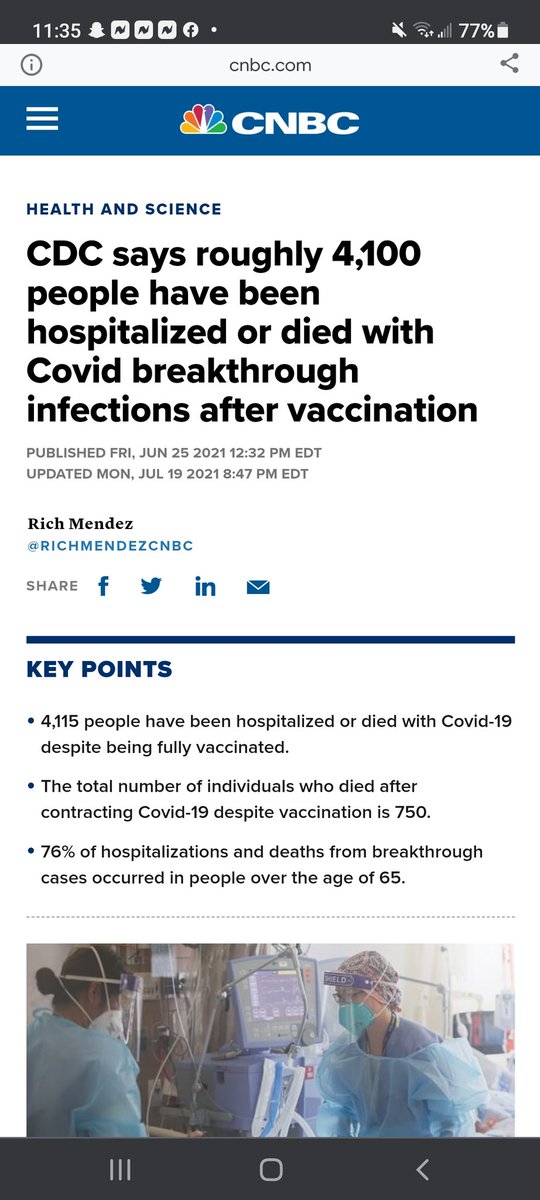 11:35
77%
cnbc.com
CNBC
HEALTH AND SCIENCE
CDC says roughly 4,100
people have been
hospitalized or died with
Covid breakthrough
infections after vaccination
PUBLISHED FRI, JUN 25 2021 12:32 PM EDT
UPDATED MON, JUL 19 2021 8:47 PM EDT
Rich Mendez
@RICHMENDEZCNBC
SHARE
KEY POINTS
• 4,115 people have been hospitalized or died with Covid-19
despite being fully vaccinated.
• The total number of individuals who died after
contracting Covid-19 despite vaccination is 750.
• 76% of hospitalizations and deaths from breakthrough
cases occurred in people over the age of 65.
SHIELD